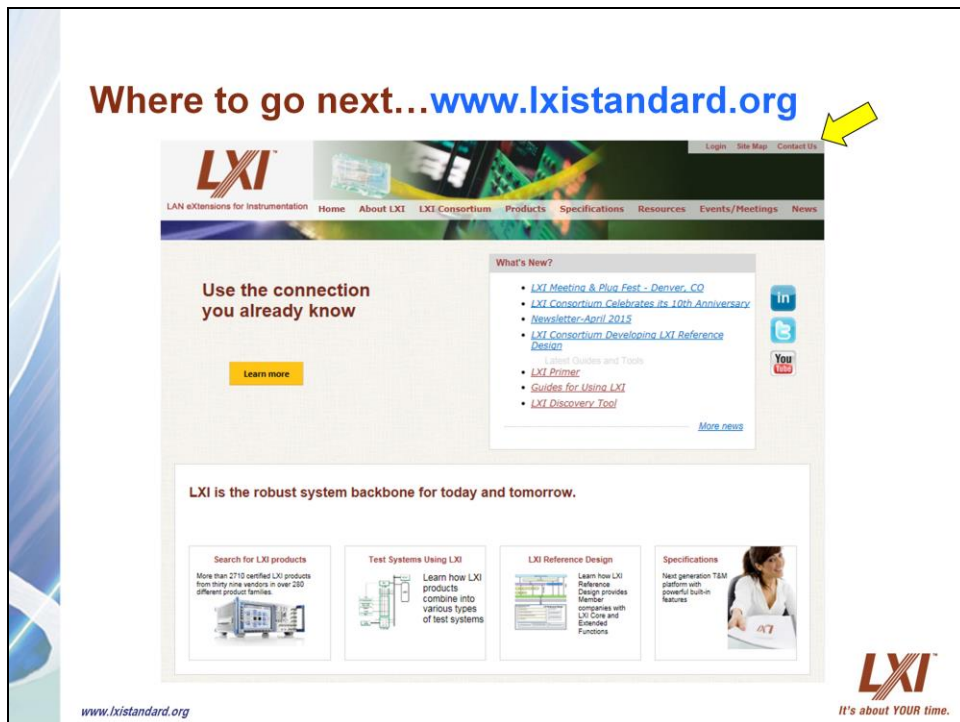 Where to go next…www.lxistandard.org
Login Site Map Contact Us
LXI™
LAN eXtensions for Instrumentation
Home About LXI LXI Consortium Products Specifications Resources Events/Meetings News
Use the connection
you already know
Learn more
What's New?
• LXI Meeting & Plug Fest - Denver, CO
• LXI Consortium Celebrates its 10th Anniversary
• Newsletter-April 2015
• LXI Consortium Developing LXI Reference
Design
Latest Guides and Tools
• LXI Primer
• Guides for Using LXI
• LXI Discovery Tool
More news
in
You
Tube
LXI is the robust system backbone for today and tomorrow.
Search for LXI products
More than 2710 certified LXI products
from thirty nine vendors in over 280
different product families.
Test Systems Using LXI
Learn how LXI
products
combine into
various types
of test systems
LXI Reference Design
Learn how LXI
Reference
Design provides
Member
companies with
LXI Core and
Extended
Functions
Specifications
Next generation T&M
platform with
powerful built-in
features
LXI
www.lxistandard.org
LXI™
It's about YOUR time.